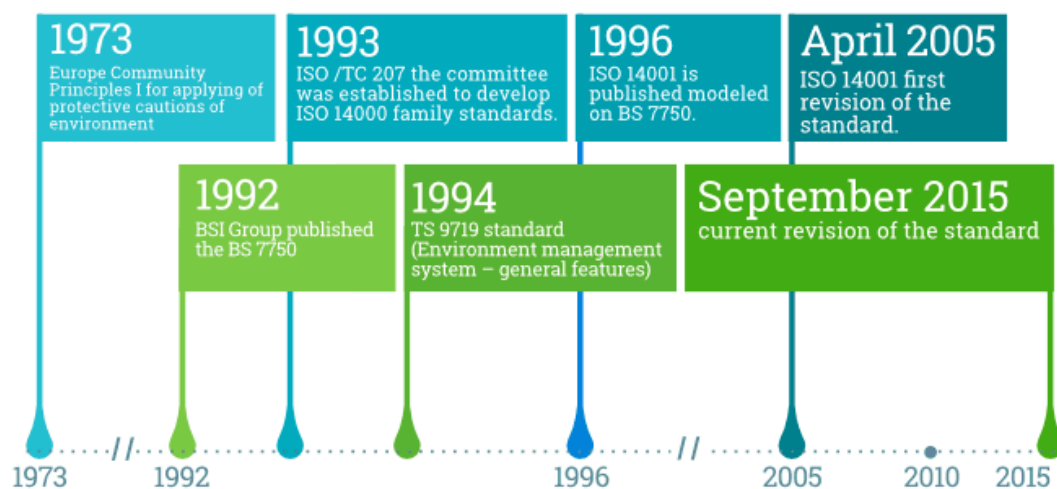 1973
Europe Community
Principles I for applying of
protective cautions of
environment
1993
ISO /TC 207 the committee
was established to develop
ISO 14000 family standards.
1996
ISO 14001 is
published modeled
on BS 7750.
April 2005
ISO 14001 first
revision of the
standard.
1992
BSI Group published
the BS 7750
1994
TS 9719 standard
(Environment management
system – general features)
September 2015
current revision of the standard
1973 // 1992 1996 // 2005 2010 2015